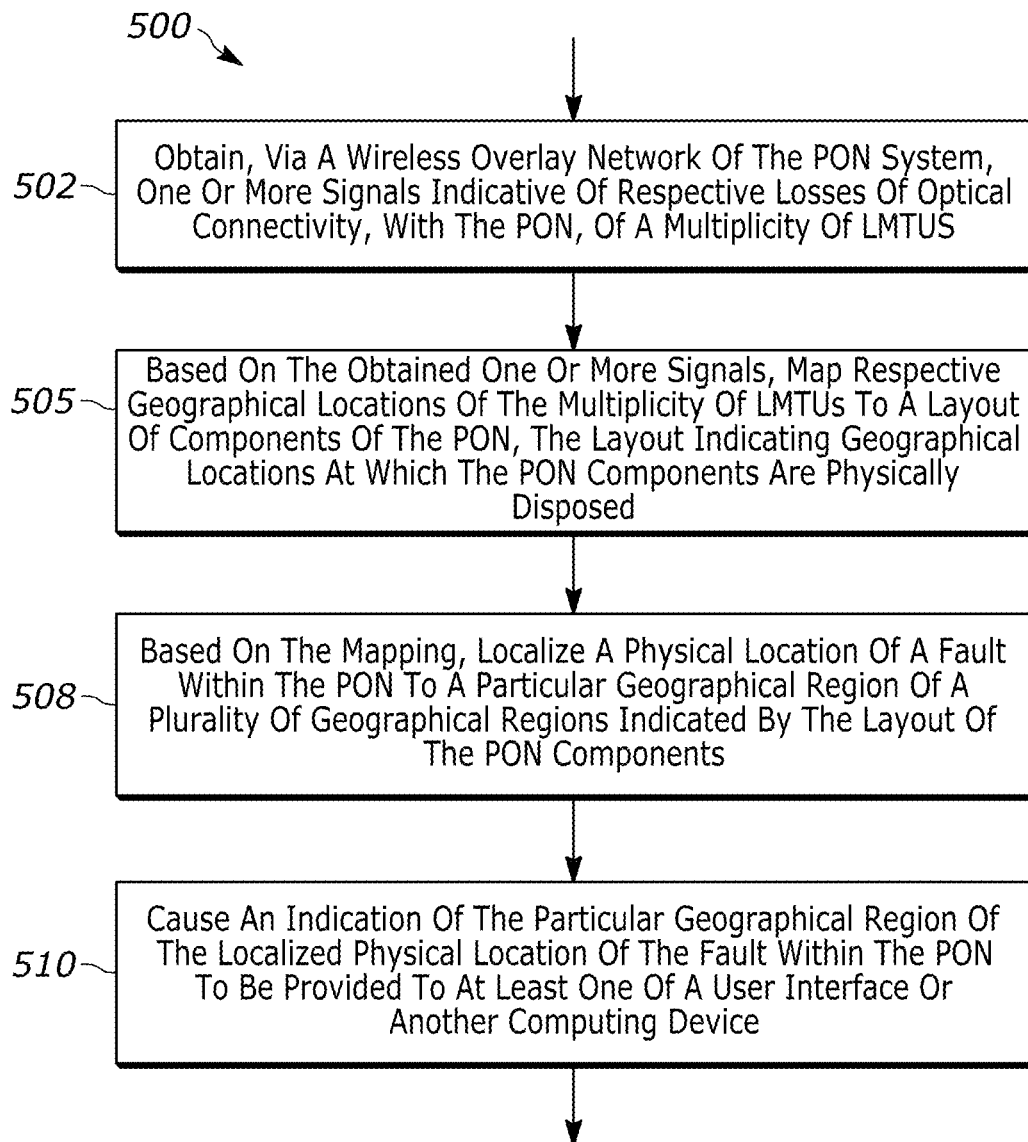 500
502
Obtain, Via A Wireless Overlay Network Of The PON System,
One Or More Signals Indicative Of Respective Losses Of Optical
Connectivity, With The PON, Of A Multiplicity Of LMTUS
505
Based On The Obtained One Or More Signals, Map Respective
Geographical Locations Of The Multiplicity Of LMTUs To A Layout
Of Components Of The PON, The Layout Indicating Geographical
Locations At Which The PON Components Are Physically
Disposed
508
Based On The Mapping, Localize A Physical Location Of A Fault
Within The PON To A Particular Geographical Region Of A
Plurality Of Geographical Regions Indicated By The Layout Of
The PON Components
510
Cause An Indication Of The Particular Geographical Region Of
The Localized Physical Location Of The Fault Within The PON
To Be Provided To At Least One Of A User Interface Or
Another Computing Device